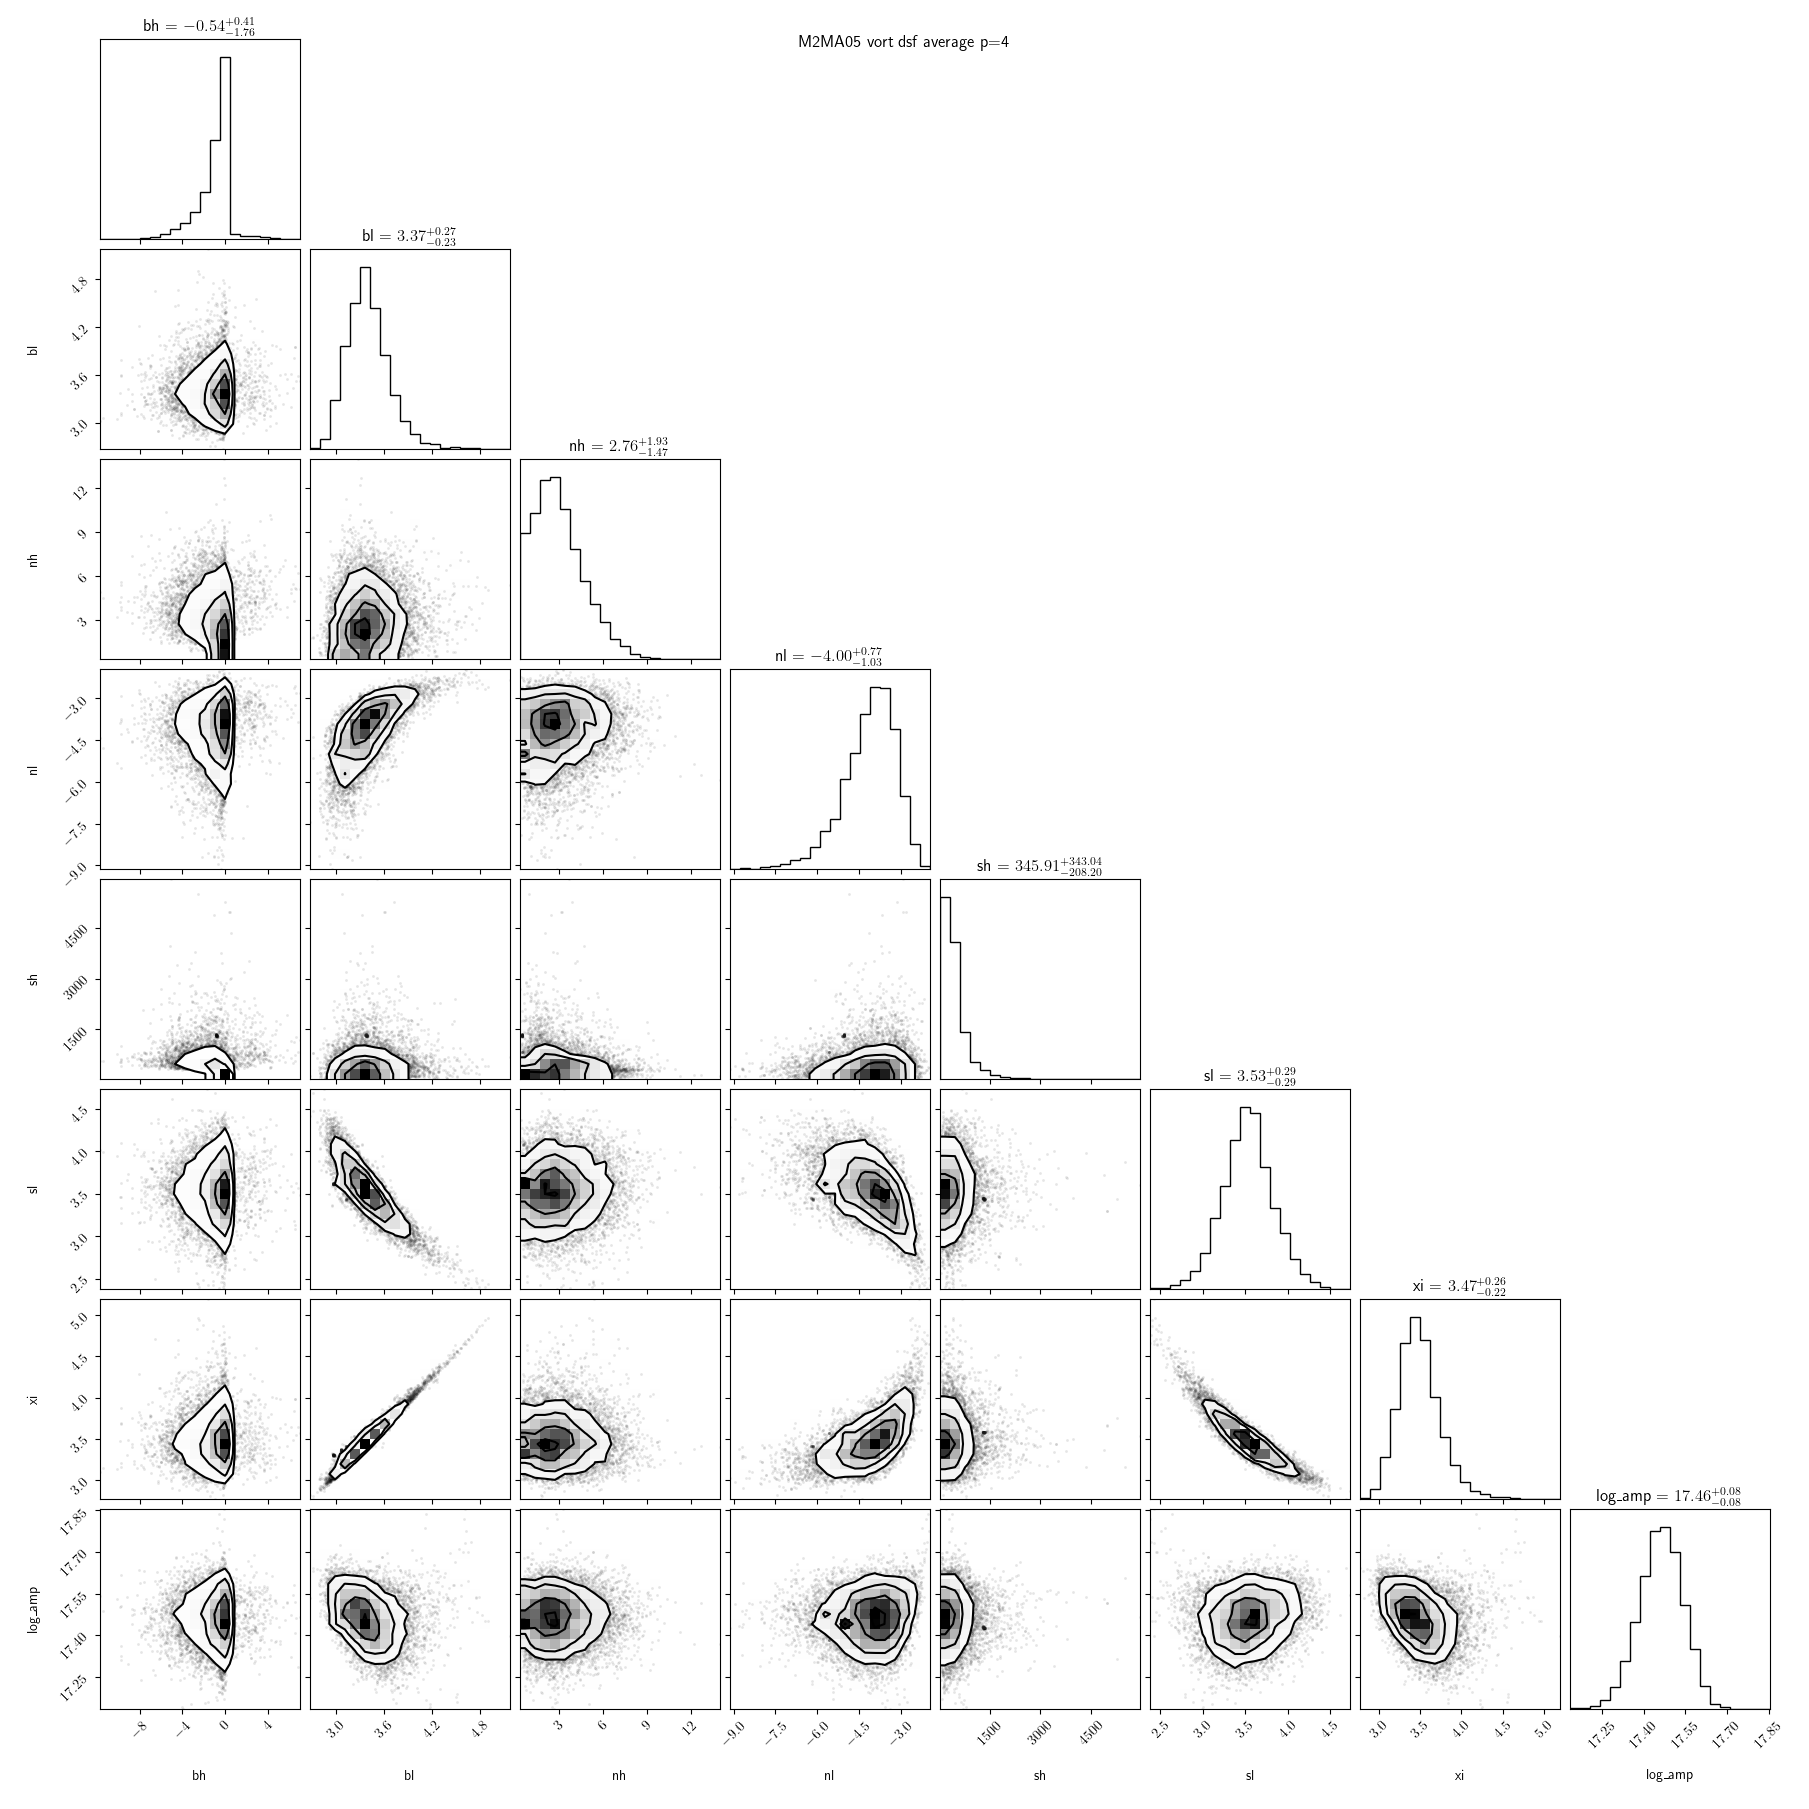 bh = −0.54 +0.41 −1.76
M2MA05 vort dsf average p=4
bl = 3.37 +0.27 −0.23
4.8
4.2
3.6
3.0
bl
nh = 2.76 +1.93 −1.47
12
9
6
3
nh
nl = −4.00 +0.77 −1.03
−3.0
−4.5
−6.0
−7.5
−9.0
nl
sh = 345.91 +343.04 −208.20
4500
3000
1500
sh
sl = 3.53 +0.29 −0.29
4.5
4.0
3.5
3.0
2.5
sl
xi = 3.47 +0.26 −0.22
5.0
4.5
4.0
3.5
3.0
xi
log_amp = 17.46 +0.08 −0.08
17.85
17.70
17.55
17.40
17.25
log_amp
−8 −4 0 4 3.0 3.6 4.2 4.8 3 6 9 12 −9.0 −7.5 −6.0 −4.5 −3.0 1500 3000 4500 2.5 3.0 3.5 4.0 4.5 3.0 3.5 4.0 4.5 5.0 17.25 17.40 17.55 17.70 17.85
bh bl nh nl sh sl xi log_amp